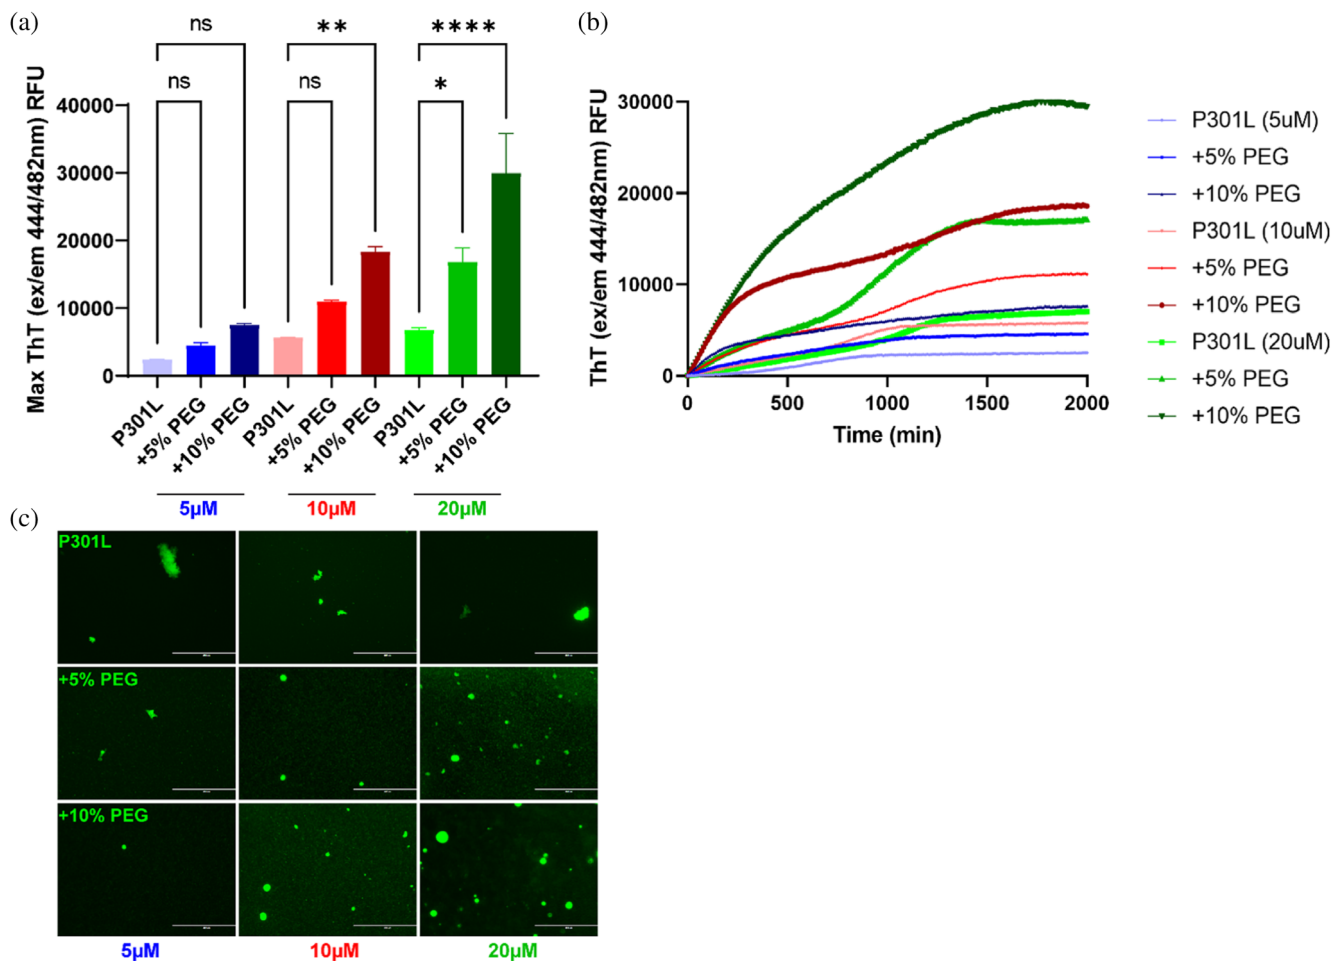 (a)
ns
**
****
ns
ns
*
Max ThT (ex/em 444/482nm) RFU
40000
30000
20000
10000
0
P301L
+5% PEG
+10% PEG
P301L
+5% PEG
+10% PEG
P301L
+5% PEG
+10% PEG
5µM
10µM
20µM
(b)
ThT (ex/em 444/482nm) RFU
30000
20000
10000
0
0
500
1000
1500
2000
Time (min)
P301L (5uM)
+5% PEG
+10% PEG
P301L (10uM)
+5% PEG
+10% PEG
P301L (20uM)
+5% PEG
+10% PEG
(c)
P301L
+5% PEG
+10% PEG
5µM
10µM
20µM